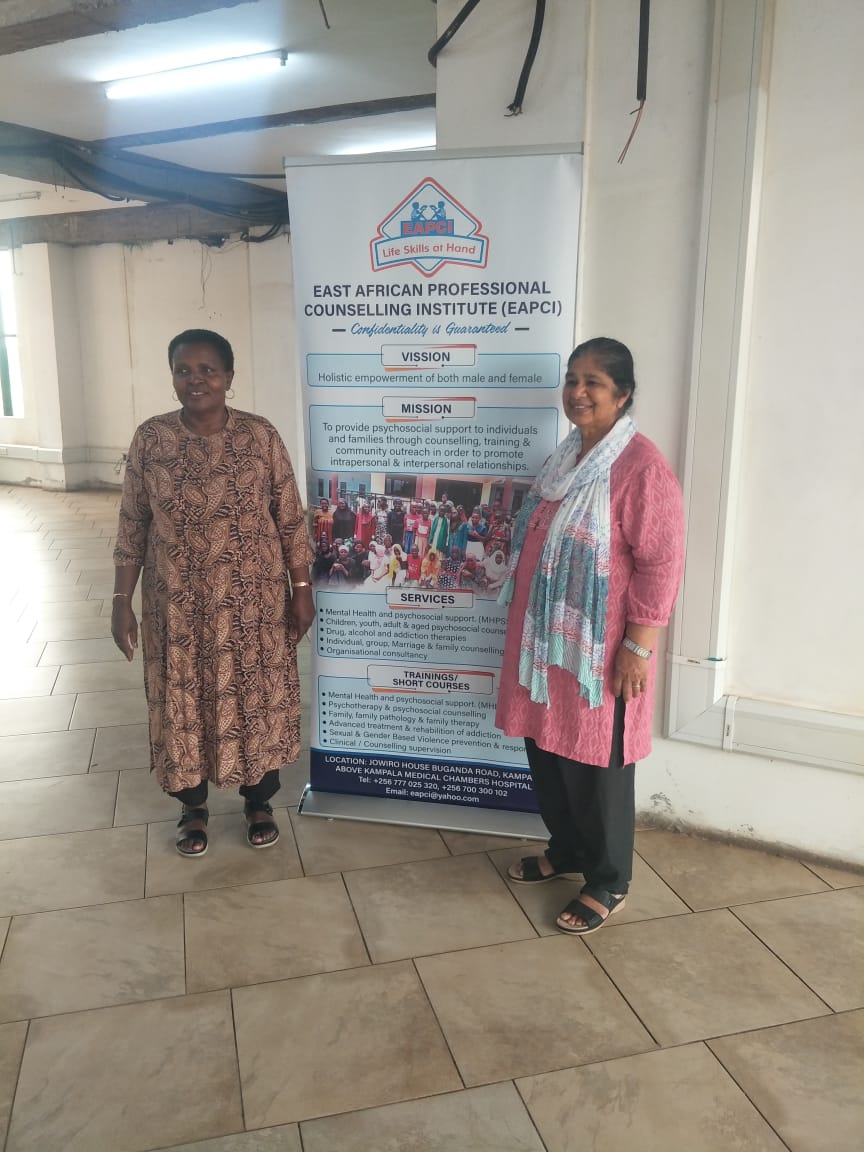 EAPCI
Life Skills at Hand
EAST AFRICAN PROFESSIONAL
COUNSELLING INSTITUTE (EAPCI)
Confidentiality is Guaranteed
VISSION
Holistic empowerment of both male and female
MISSION
To provide psychosocial support to individuals
and families through counselling, training &
community outreach in order to promote
intrapersonal & interpersonal relationships.
SERVICES
• Mental Health and psychosocial support. (MHPS
• Children, youth, adult & aged psychosocial
• Drug, alcohol and addiction therapies
• Individual, group, Marriage & family counselling
• Organisational consultancy
TRAININGS/
SHORT COURSES
• Mental Health and psychosocial support. (MHP
• Psychotherapy & psychosocial counselling
• Family, family pathology & family therapy
• Advanced treatment & rehabilition of addiction
• Sexual & Gender Based Violence prevention &
• Clinical / Counselling supervision
LOCATION: JOWIRO HOUSE BUGANDA ROAD, KAMPA
ABOVE KAMPALA MEDICAL CHAMBERS HOSPITAL
Tel: +256 777 025 320, +256 700 300 102
Email: eapci@yahoo.com